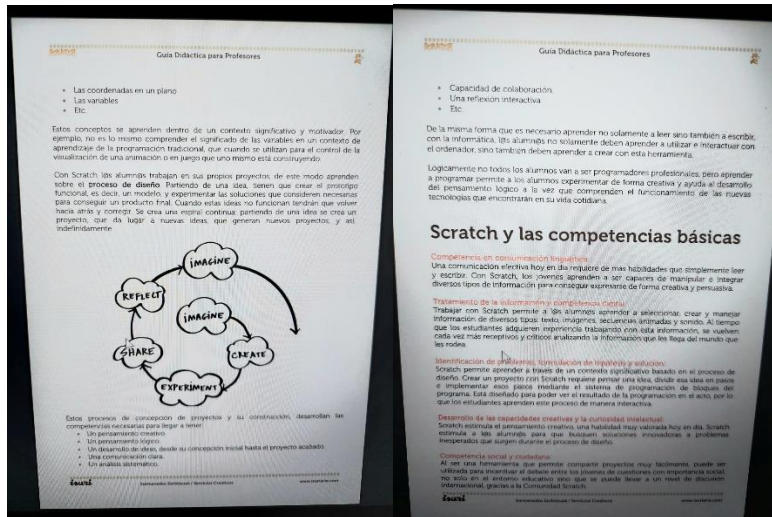 Guía Didáctica para Profesores
• Las coordenadas en un plano
• Las variables
• Etc.
Estos conceptos se aprenden dentro de un contexto significativo y motivador. Por
ejemplo, no es lo mismo comprender el significado de las variables en un contexto de
aprendizaje de la programación tradicional, que cuando se utilizan para el control de la
visualización de una animación o en juego que uno mismo está construyendo.
Con Scratch l@s alumn@s trabajan en sus propios proyectos, de este modo aprenden
sobre el proceso de diseño. Partiendo de una idea, tienen que crear el prototipo
funcional, es decir, un modelo, y experimentar las soluciones que consideren necesarias
para conseguir un producto final. Cuando estas ideas no funcionan tendrán que volver
hacia atrás y corregir. Se crea una espiral continua: partiendo de una idea se crea un
proyecto, que da lugar a nuevas ideas, que generan nuevos proyectos, y así
indefinidamente.
IMAGINE
REFLECT
IMAGINE
SHARE
CREATE
EXPERIMENT
Estos procesos de concepción de proyectos y su construcción, desarrollan las
competencias necesarias para llegar a tener:
• Un pensamiento creativo
• Un pensamiento lógico
• Un desarrollo de ideas, desde su concepción inicial hasta el proyecto acabado.
• Una comunicación clara.
• Un análisis sistemático.
Guía Didáctica para Profesores
• Capacidad de colaboración.
• Una reflexión interactiva
• Etc.
De la misma forma que es necesario aprender no solamente a leer sino también a escribir,
con la informática, l@s alumn@s no solamente deben aprender a utilizar e interactuar con
el ordenador, sino también deben aprender a crear con esta herramienta.
Lógicamente no todos los alumnos van a ser programadores profesionales, pero aprender
a programar permite a los alumnos experimentar de forma creativa y ayuda al desarrollo
del pensamiento lógico a la vez que comprenden el funcionamiento de las nuevas
tecnologías que encontrarán en su vida cotidiana.
Scratch y las competencias básicas
Competencia en comunicación lingüística:
Una comunicación efectiva hoy en día requiere de más habilidades que simplemente leer
y escribir. Con Scratch, los jóvenes aprenden a ser capaces de manipular e integrar
diversos tipos de información para conseguir expresarse de forma creativa y persuasiva.
Tratamiento de la información y competencia digital:
Trabajar con Scratch permite a l@s alumn@s aprender a seleccionar, crear y manejar
información de diversos tipos: texto, imágenes, secuencias animadas y sonido. Al tiempo
que los estudiantes adquieren experiencia trabajando con esta información, se vuelven
cada vez más receptivos y críticos analizando la información que les llega del mundo que
les rodea.
Identificación de problemas, formulación de hipótesis y solución:
Scratch permite aprender a través de un contexto significativo basado en el proceso de
diseño. Crear un proyecto con Scratch requiere pensar una idea, dividir esa idea en pasos
e implementar esos pasos mediante el sistema de programación de bloques del
programa. Está diseñado para poder ver el resultado de la programación en el acto, por lo
que los estudiantes aprenden este proceso de manera interactiva.
Desarrollo de las capacidades creativas y la curiosidad intelectual:
Scratch estimula el pensamiento creativo, una habilidad muy valorada hoy en día. Scratch
estimula a l@s alumn@s para que busquen soluciones innovadoras a problemas
inesperados que surgen durante el proceso de diseño.
Competencia social y ciudadana:
Al ser una herramienta que permite compartir proyectos muy fácilmente, puede ser
utilizada para incentivar el debate entre los jóvenes de cuestiones con importancia social,
no solo en el entorno educativo sino que se puede llevar a un nivel de discusión
internacional, gracias a la Comunidad Scratch.